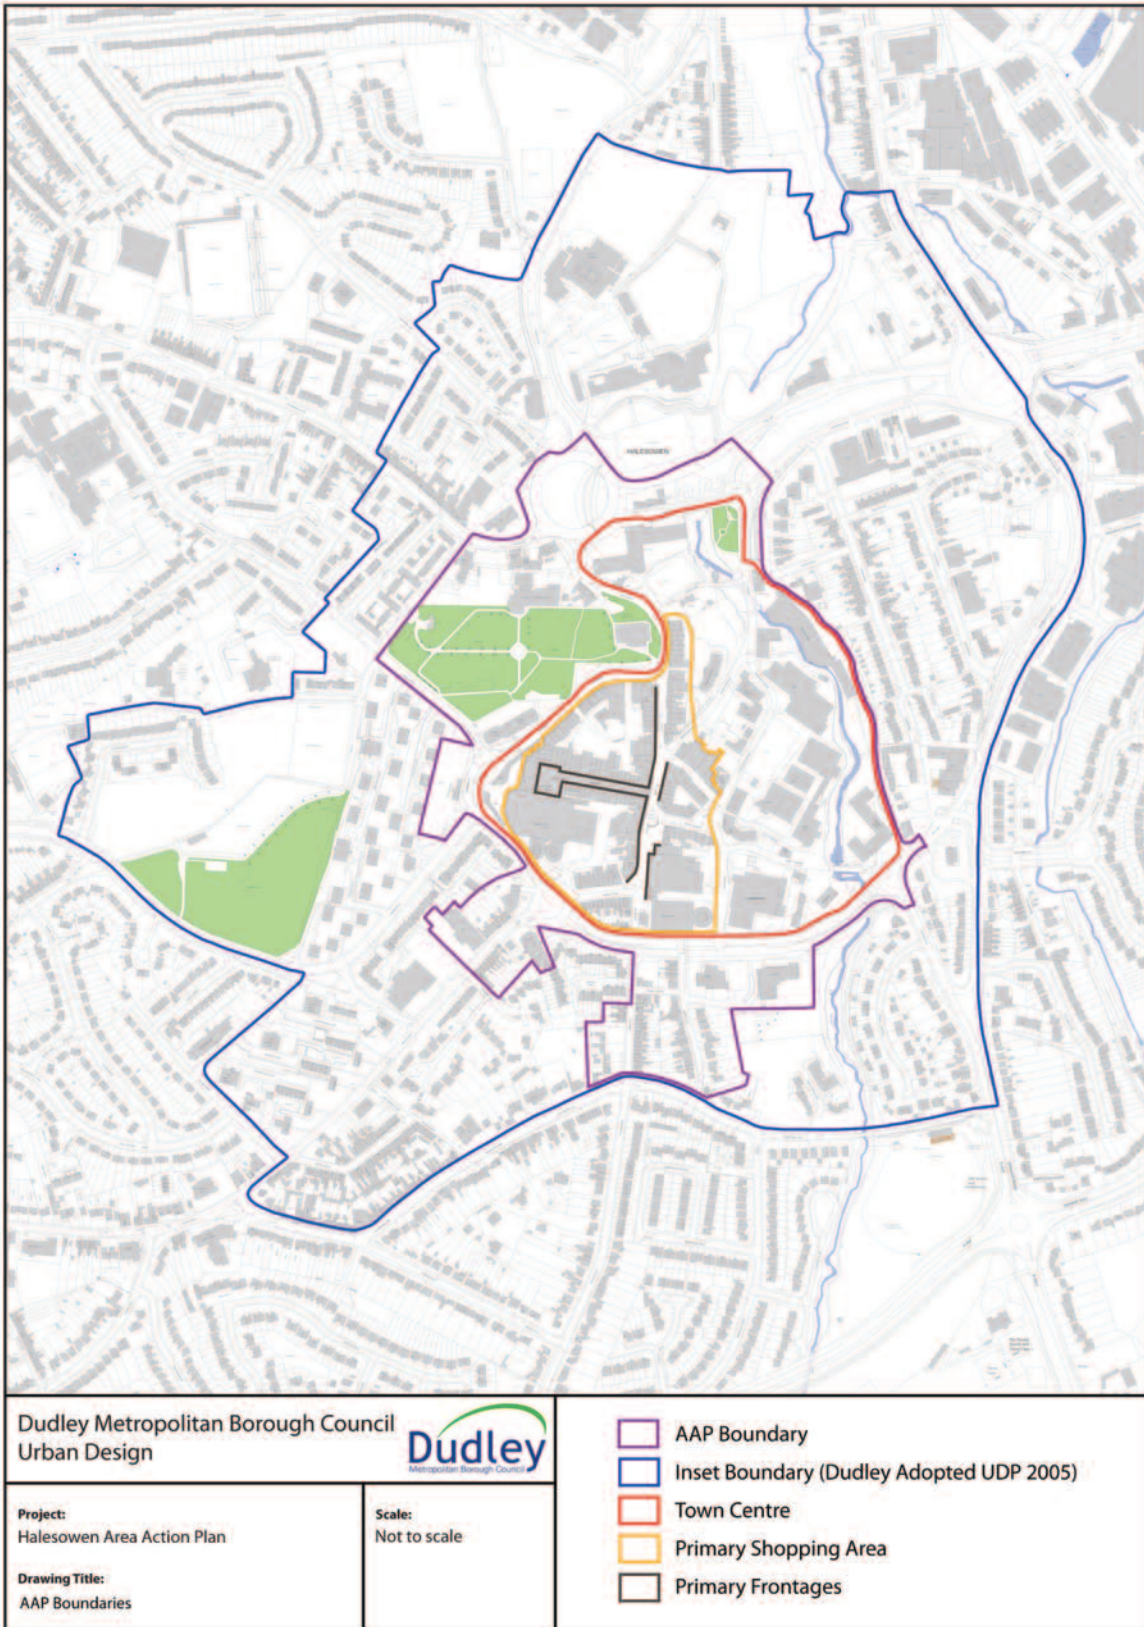 HALESOWEN
Dudley Metropolitan Borough Council
Urban Design
Dudley
Metropolitan Borough Council
Project:
Halesowen Area Action Plan
Drawing Title:
AAP Boundaries
Scale:
Not to scale
AAP Boundary
Inset Boundary (Dudley Adopted UDP 2005)
Town Centre
Primary Shopping Area
Primary Frontages